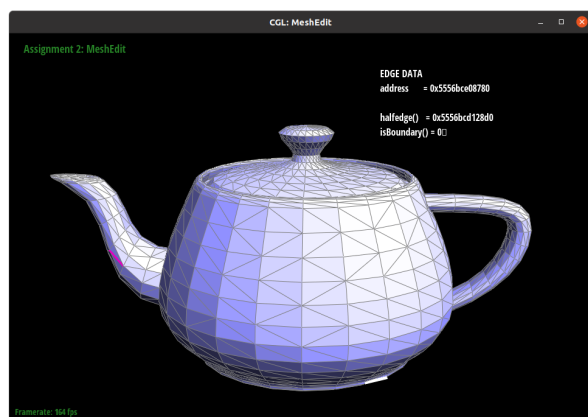 CGL: MeshEdit
Assignment 2: MeshEdit
EDGE DATA
address = 0x5556bce08780
halfedge() = 0x5556bcd128d0
isBoundary() = 0▯
Framerate: 164 fps